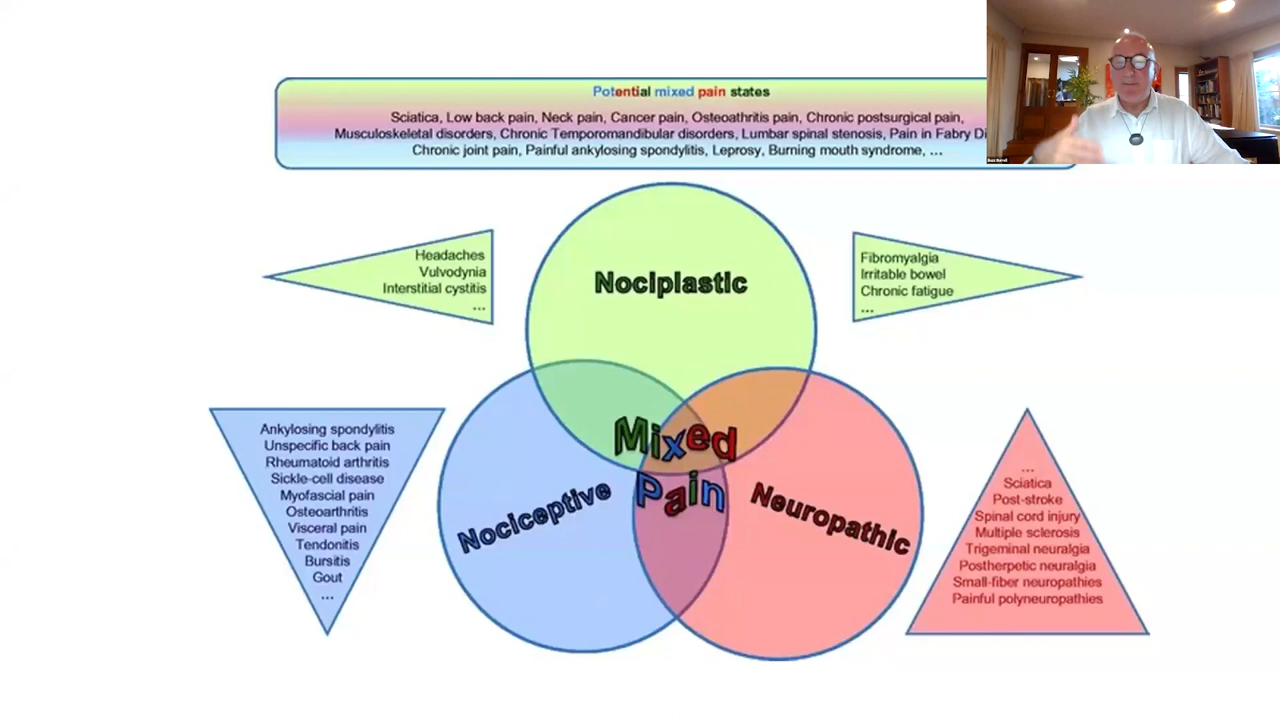 Potential mixed pain states
Sciatica, Low back pain, Neck pain, Cancer pain, Osteoathritis pain, Chronic postsurgical pain,
Musculoskeletal disorders, Chronic Temporomandibular disorders, Lumbar spinal stenosis, Pain in Fabry Di
Chronic joint pain, Painful ankylosing spondylitis, Leprosy, Burning mouth syndrome, ...
Headaches
Vulvodynia
Interstitial cystitis
...
Nociplastic
Fibromyalgia
Irritable bowel
Chronic fatigue
...
Mixed
Pain
Nociceptive
Neuropathic
Ankylosing spondylitis
Unspecific back pain
Rheumatoid arthritis
Sickle-cell disease
Myofascial pain
Osteoarthritis
Visceral pain
Tendonitis
Bursitis
Gout
...
...
Sciatica
Post-stroke
Spinal cord injury
Multiple sclerosis
Trigeminal neuralgia
Postherpetic neuralgia
Small-fiber neuropathies
Painful polyneuropathies